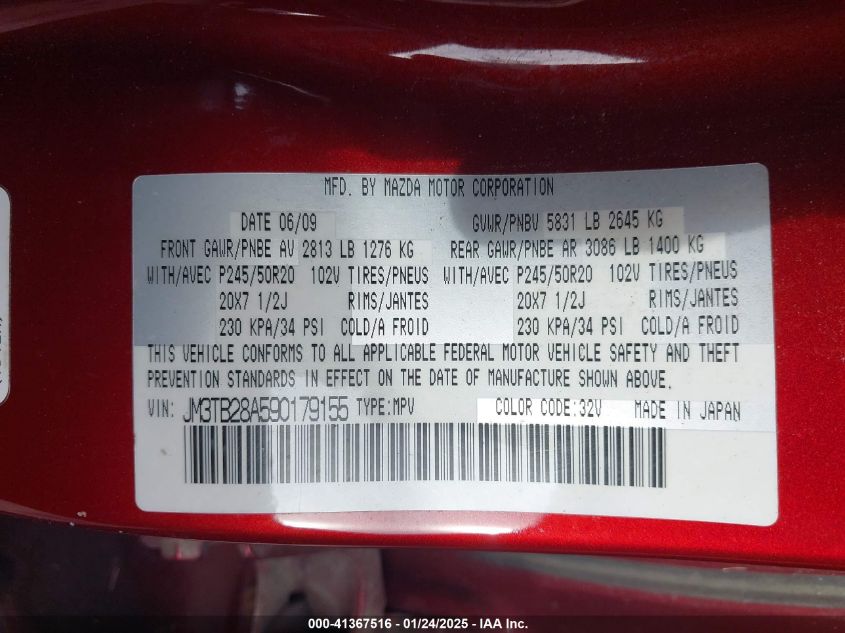 MFD. BY MAZDA MOTOR CORPORATION
DATE 06/09 GVWR/PNBV 5831 LB 2645 KG
FRONT GAWR/PNBE AV 2813 LB 1276 KG REAR GAWR/PNBE AR 3086 LB 1400 KG
WITH/AVEC P245/50R20 102V TIRES/PNEUS WITH/AVEC P245/50R20 102V TIRES/PNEUS
20X7 1/2J RIMS/JANTES 20X7 1/2J RIMS/JANTES
230 KPA/34 PSI COLD/A FROID 230 KPA/34 PSI COLD/A FROID
THIS VEHICLE CONFORMS TO ALL APPLICABLE FEDERAL MOTOR VEHICLE SAFETY AND THEFT
PREVENTION STANDARDS IN EFFECT ON THE DATE OF MANUFACTURE SHOWN ABOVE.
VIN: JM3TB28A590179155 TYPE:MPV COLOR CODE:32V MADE IN JAPAN
000-41367516 — 01/24/2025 — IAA Inc.